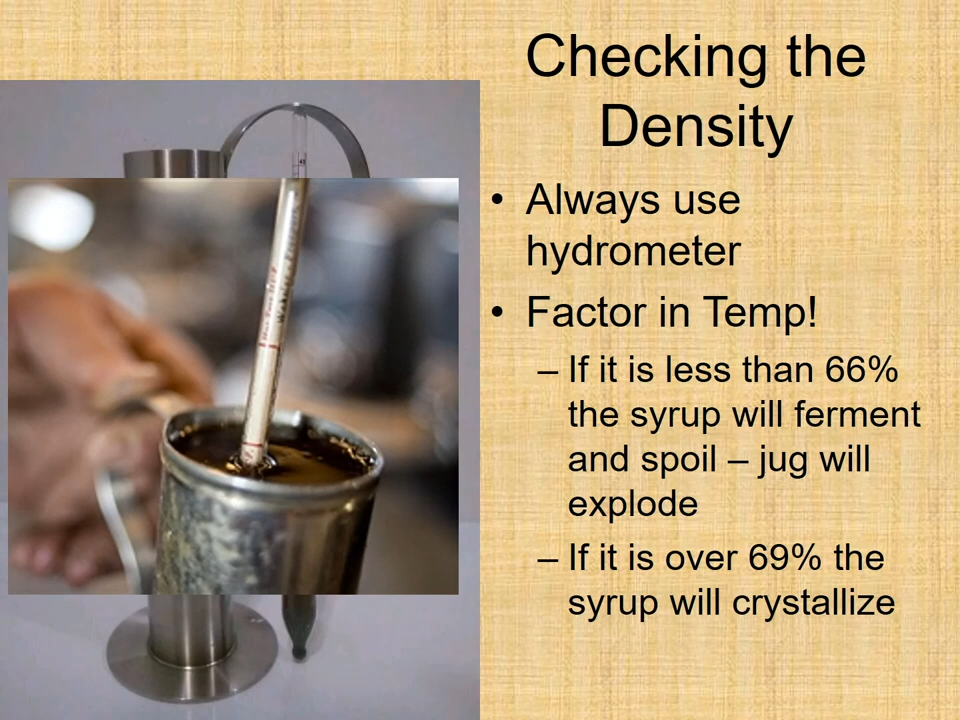 Checking the
Density
• Always use
hydrometer
• Factor in Temp!
– If it is less than 66%
the syrup will ferment
and spoil – jug will
explode
– If it is over 69% the
syrup will crystallize